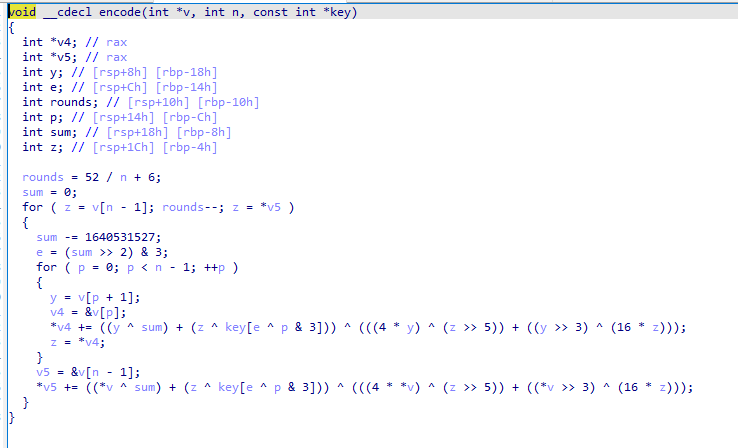 void __cdecl encode(int *v, int n, const int *key)
{
int *v4; // rax
int *v5; // rax
int y; // [rsp+8h] [rbp-18h]
int e; // [rsp+Ch] [rbp-14h]
int rounds; // [rsp+10h] [rbp-10h]
int p; // [rsp+14h] [rbp-Ch]
int sum; // [rsp+18h] [rbp-8h]
int z; // [rsp+1Ch] [rbp-4h]
rounds = 52 / n + 6;
sum = 0;
for ( z = v[n - 1]; rounds--; z = *v5 )
{
sum -= 1640531527;
e = (sum >> 2) & 3;
for ( p = 0; p < n - 1; ++p )
{
y = v[p + 1];
v4 = &v[p];
*v4 += ((y ^ sum) + (z ^ key[e ^ p & 3])) ^ (((4 * y) ^ (z >> 5)) + ((y >> 3) ^ (16 * z)));
z = *v4;
}
v5 = &v[n - 1];
*v5 += ((*v ^ sum) + (z ^ key[e ^ p & 3])) ^ (((4 * *v) ^ (z >> 5)) + ((*v >> 3) ^ (16 * z)));
}
}